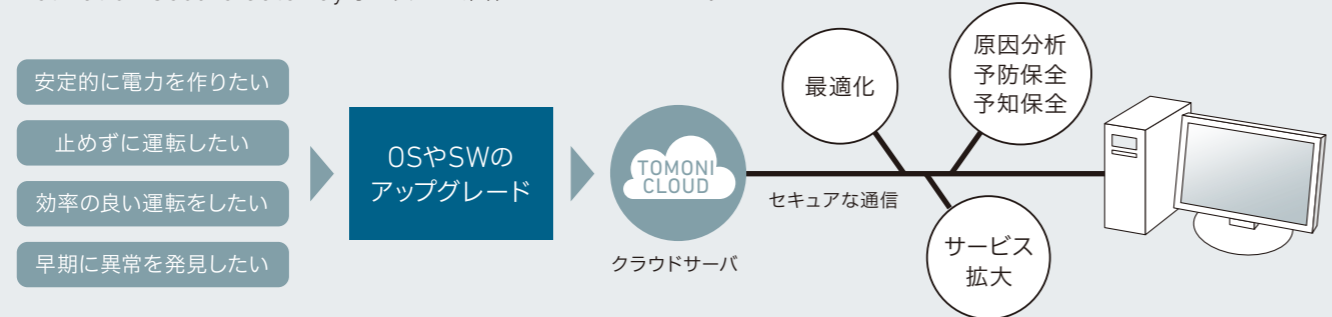 安定的に電力を作りたい
止めずに運転したい
効率の良い運転をしたい
早期に異常を発見したい
OSやSWの
アップグレード
TOMONI
CLOUD
クラウドサーバ
セキュアな通信
最適化
原因分析
予防保全
予知保全
サービス
拡大